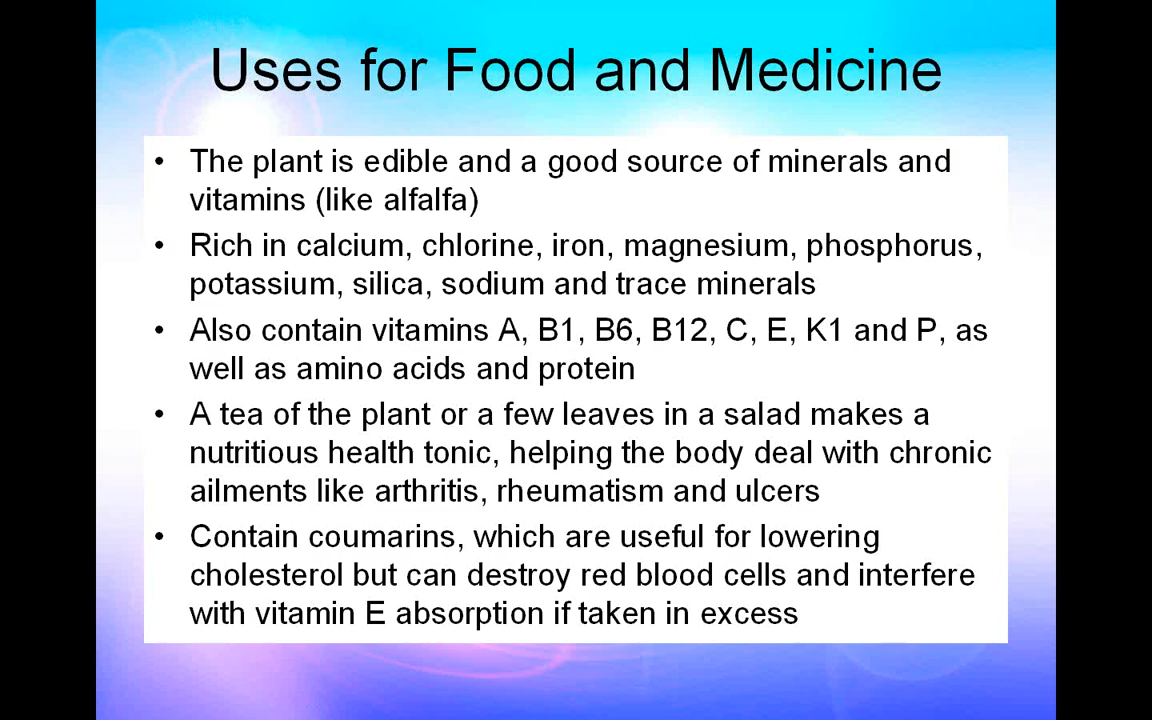 Uses for Food and Medicine
• The plant is edible and a good source of minerals and
vitamins (like alfalfa)
• Rich in calcium, chlorine, iron, magnesium, phosphorus,
potassium, silica, sodium and trace minerals
• Also contain vitamins A, B1, B6, B12, C, E, K1 and P, as
well as amino acids and protein
• A tea of the plant or a few leaves in a salad makes a
nutritious health tonic, helping the body deal with chronic
ailments like arthritis, rheumatism and ulcers
• Contain coumarins, which are useful for lowering
cholesterol but can destroy red blood cells and interfere
with vitamin E absorption if taken in excess